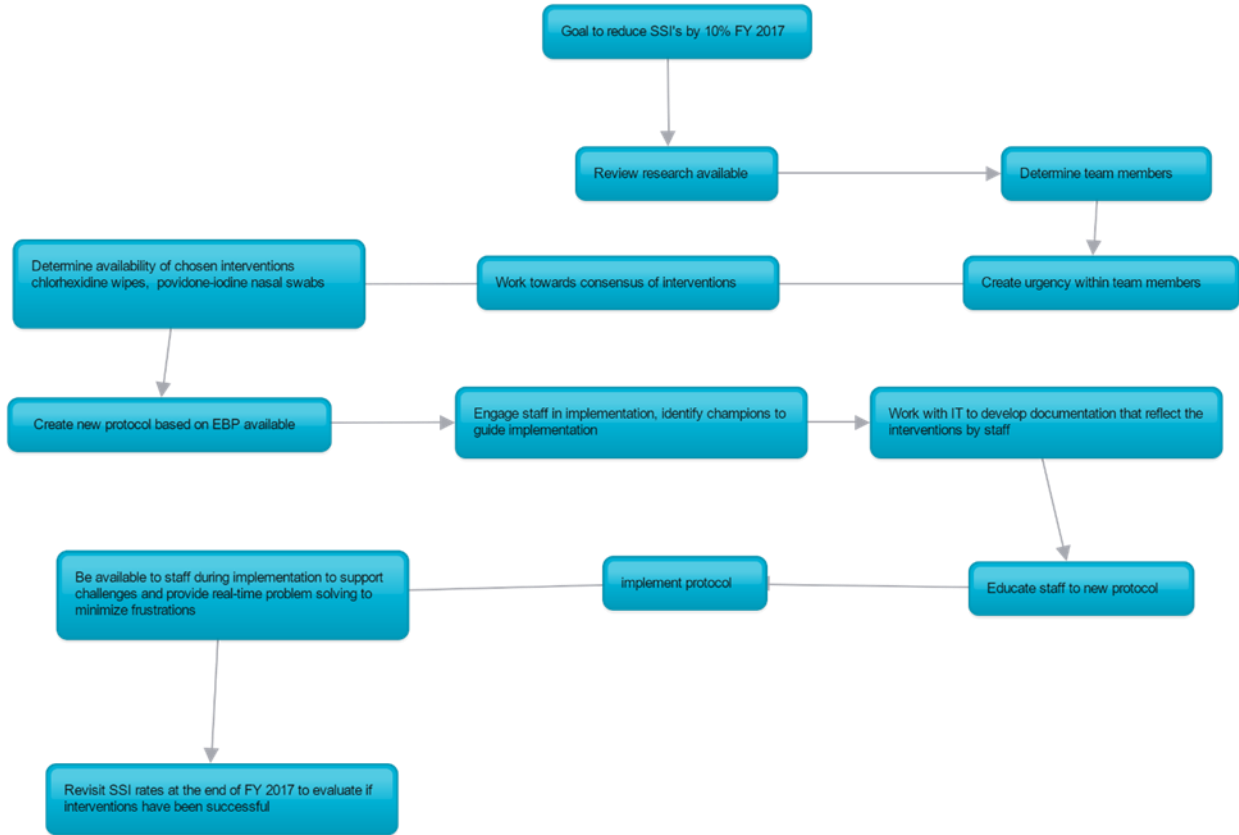 Goal to reduce SSI's by 10% FY 2017
Review research available
Determine team members
Determine availability of chosen interventions
chlorhexidine wipes,  povidone-iodine nasal swabs
Work towards consensus of interventions
Create urgency within team members
Create new protocol based on EBP available
Engage staff in implementation, identify champions to
guide implementation
Work with IT to develop documentation that reflect the
interventions by staff
Be available to staff during implementation to support
challenges and provide real-time problem solving to
minimize frustrations
implement protocol
Educate staff to new protocol
Revisit SSI rates at the end of FY 2017 to evaluate if
interventions have been successful